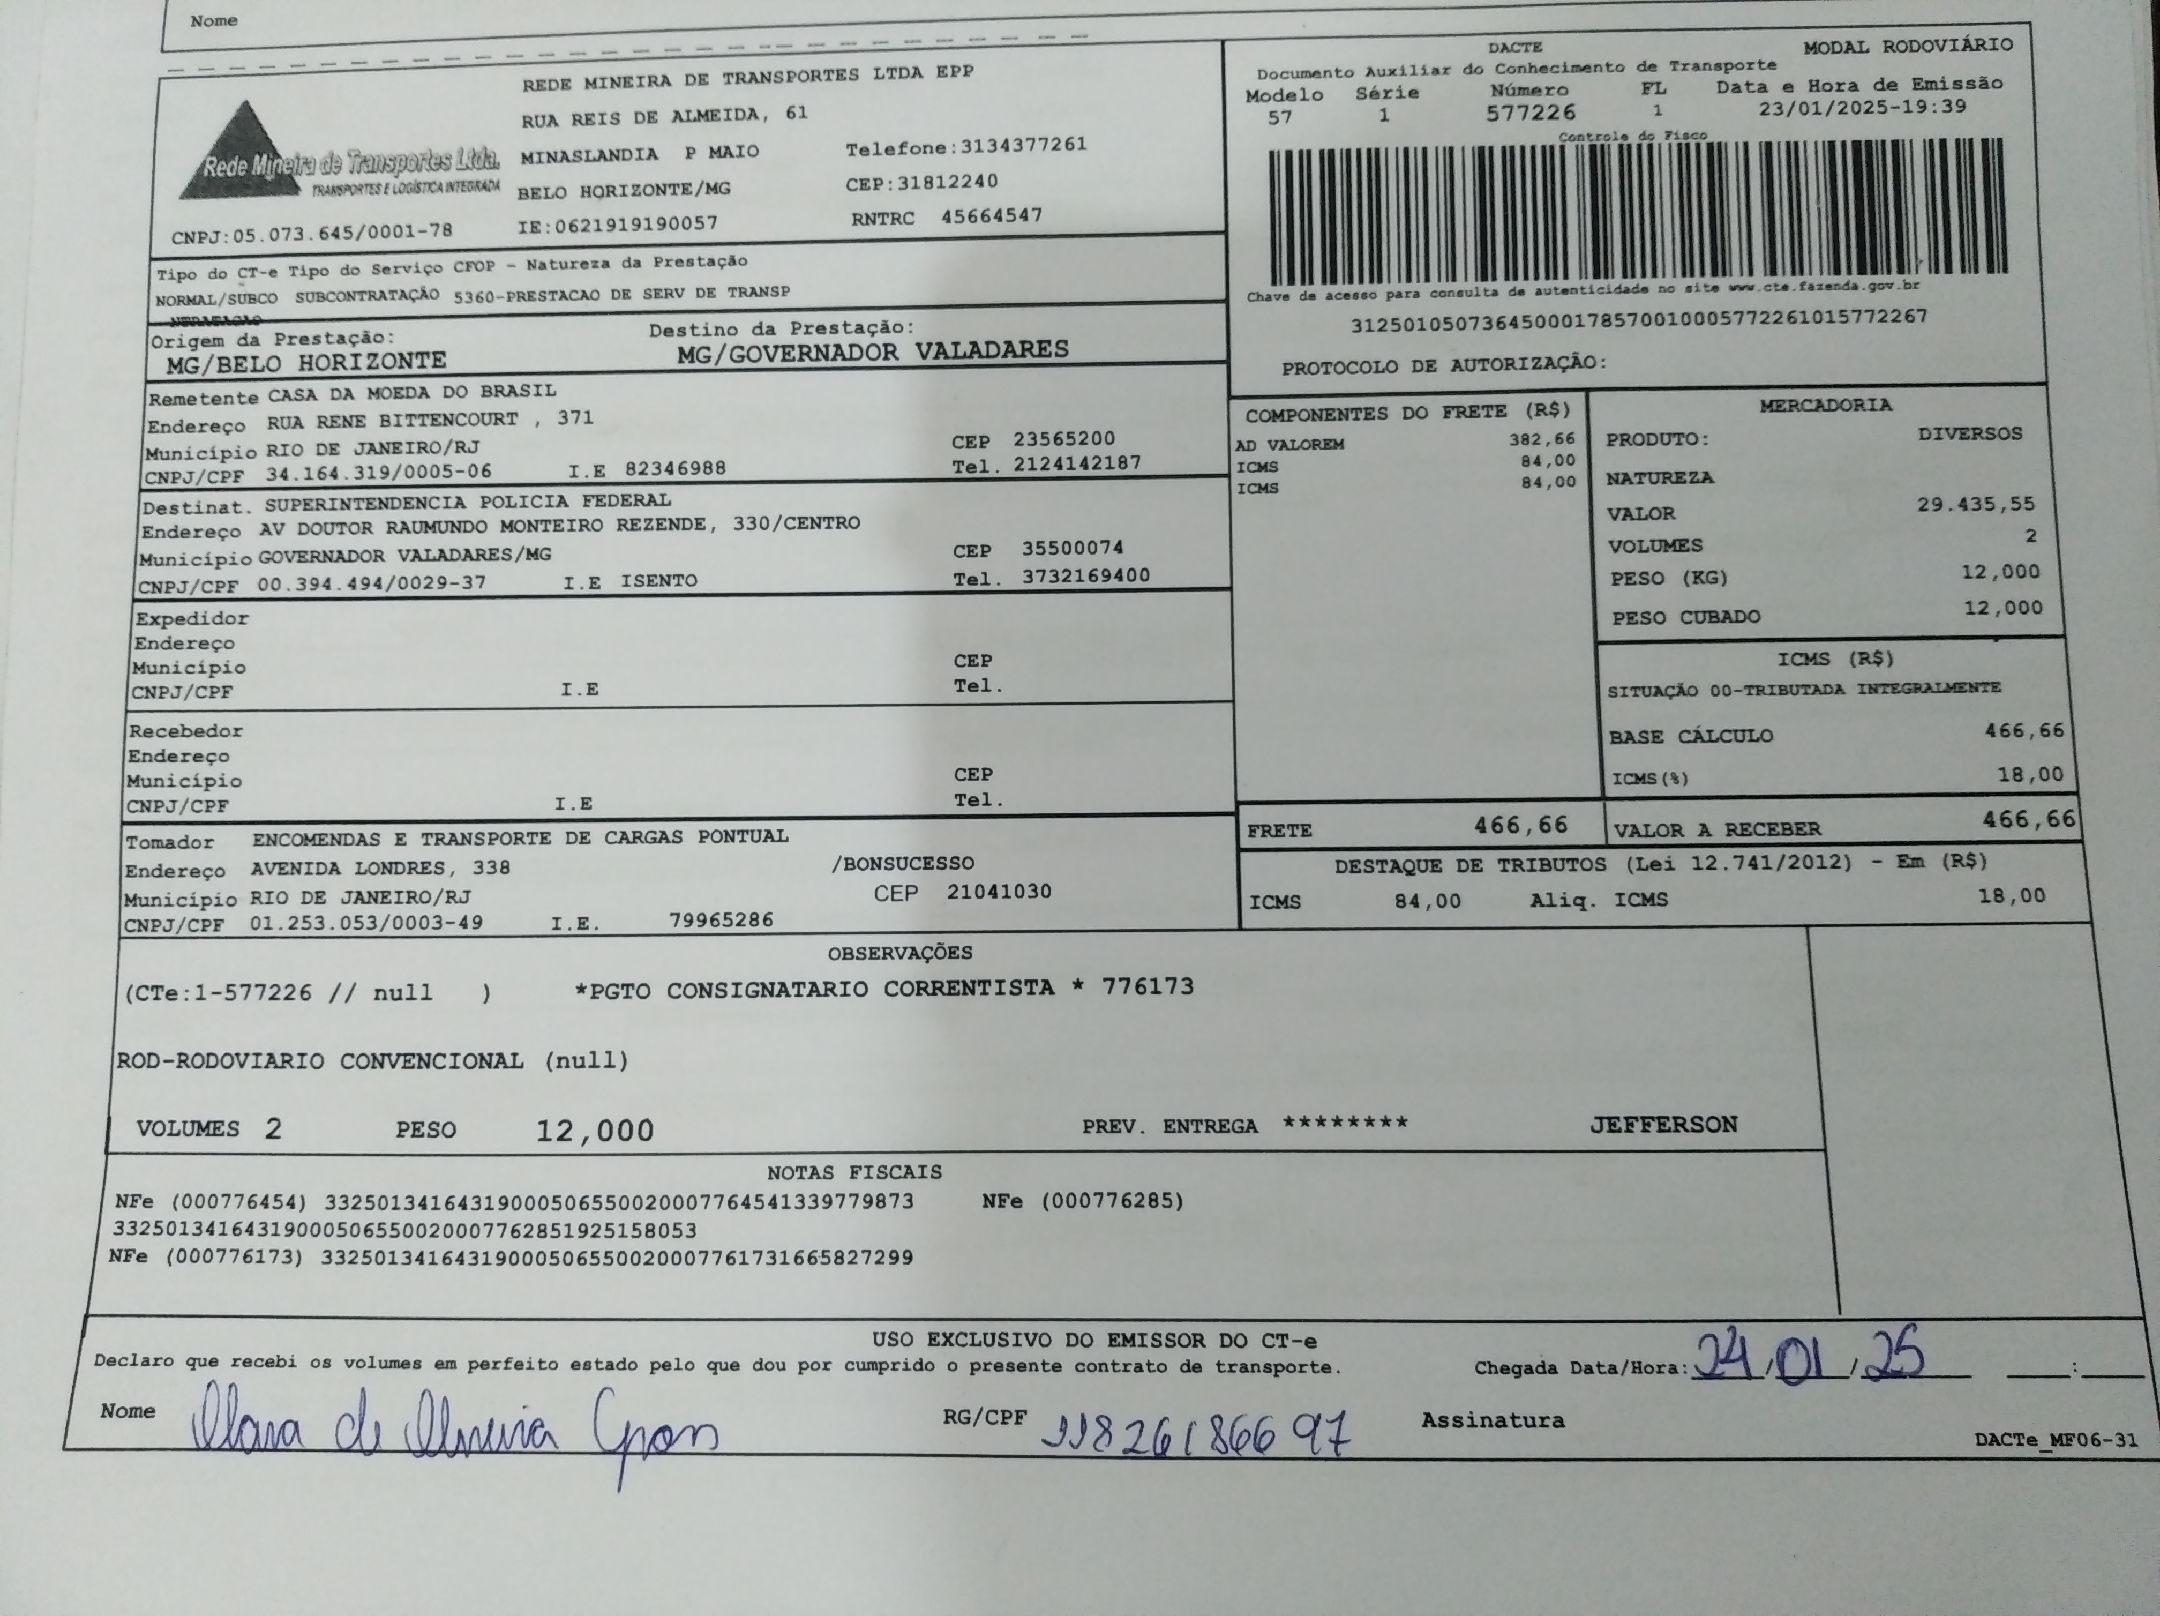 Nome
REDE MINEIRA DE TRANSPORTES LTDA EPP
RUA REIS DE ALMEIDA, 61
Rede Mineira de Transportes Ltda.
TRANSPORTES E LOGÍSTICA INTEGRADA
MINASLANDIA P MAIO Telefone:3134377261
BELO HORIZONTE/MG CEP:31812240
CNPJ:05.073.645/0001-78 IE:0621919190057 RNTRC 45664547
DACTE MODAL RODOVIÁRIO
Documento Auxiliar do Conhecimento de Transporte
Modelo Série Número FL Data e Hora de Emissão
57 1 577226 1 23/01/2025-19:39
Controle do Fisco
Chave de acesso para consulta de autenticidade no site www.cte.fazenda.gov.br
31250105073645000178570010005772261015772267
PROTOCOLO DE AUTORIZAÇÃO:
Tipo do CT-e Tipo do Serviço CFOP - Natureza da Prestação
NORMAL/SUBCO SUBCONTRATAÇÃO 5360-PRESTACAO DE SERV DE TRANSP
Origem da Prestação: Destino da Prestação:
MG/BELO HORIZONTE MG/GOVERNADOR VALADARES
Remetente CASA DA MOEDA DO BRASIL
Endereço RUA RENE BITTENCOURT , 371
Município RIO DE JANEIRO/RJ CEP 23565200
CNPJ/CPF 34.164.319/0005-06 I.E 82346988 Tel. 2124142187
Destinat. SUPERINTENDENCIA POLICIA FEDERAL
Endereço AV DOUTOR RAUMUNDO MONTEIRO REZENDE, 330/CENTRO
Município GOVERNADOR VALADARES/MG CEP 35500074
CNPJ/CPF 00.394.494/0029-37 I.E ISENTO Tel. 3732169400
Expedidor
Endereço
Município CEP
CNPJ/CPF I.E Tel.
Recebedor
Endereço
Município CEP
CNPJ/CPF I.E Tel.
Tomador ENCOMENDAS E TRANSPORTE DE CARGAS PONTUAL
Endereço AVENIDA LONDRES, 338 /BONSUCESSO
Município RIO DE JANEIRO/RJ CEP 21041030
CNPJ/CPF 01.253.053/0003-49 I.E. 79965286
COMPONENTES DO FRETE (R$)
AD VALOREM 382,66
ICMS 84,00
ICMS 84,00
MERCADORIA
PRODUTO: DIVERSOS
NATUREZA
VALOR 29.435,55
VOLUMES 2
PESO (KG) 12,000
PESO CUBADO 12,000
ICMS (R$)
SITUAÇÃO 00-TRIBUTADA INTEGRALMENTE
BASE CÁLCULO 466,66
ICMS(%) 18,00
FRETE 466,66 VALOR A RECEBER 466,66
DESTAQUE DE TRIBUTOS (Lei 12.741/2012) - Em (R$)
ICMS 84,00 Aliq. ICMS 18,00
OBSERVAÇÕES
(CTe:1-577226 // null ) *PGTO CONSIGNATARIO CORRENTISTA * 776173
ROD-RODOVIARIO CONVENCIONAL (null)
VOLUMES 2 PESO 12,000 PREV. ENTREGA ******** JEFFERSON
NOTAS FISCAIS
NFe (000776454) 33250134164319000506550020007764541339779873 NFe (000776285)
33250134164319000506550020007762851925158053
NFe (000776173) 33250134164319000506550020007761731665827299
USO EXCLUSIVO DO EMISSOR DO CT-e
Declaro que recebi os volumes em perfeito estado pelo que dou por cumprido o presente contrato de transporte. Chegada Data/Hora: 24/01/25 :
Nome de RG/CPF 118261866 97 Assinatura
DACTe_MF06-31